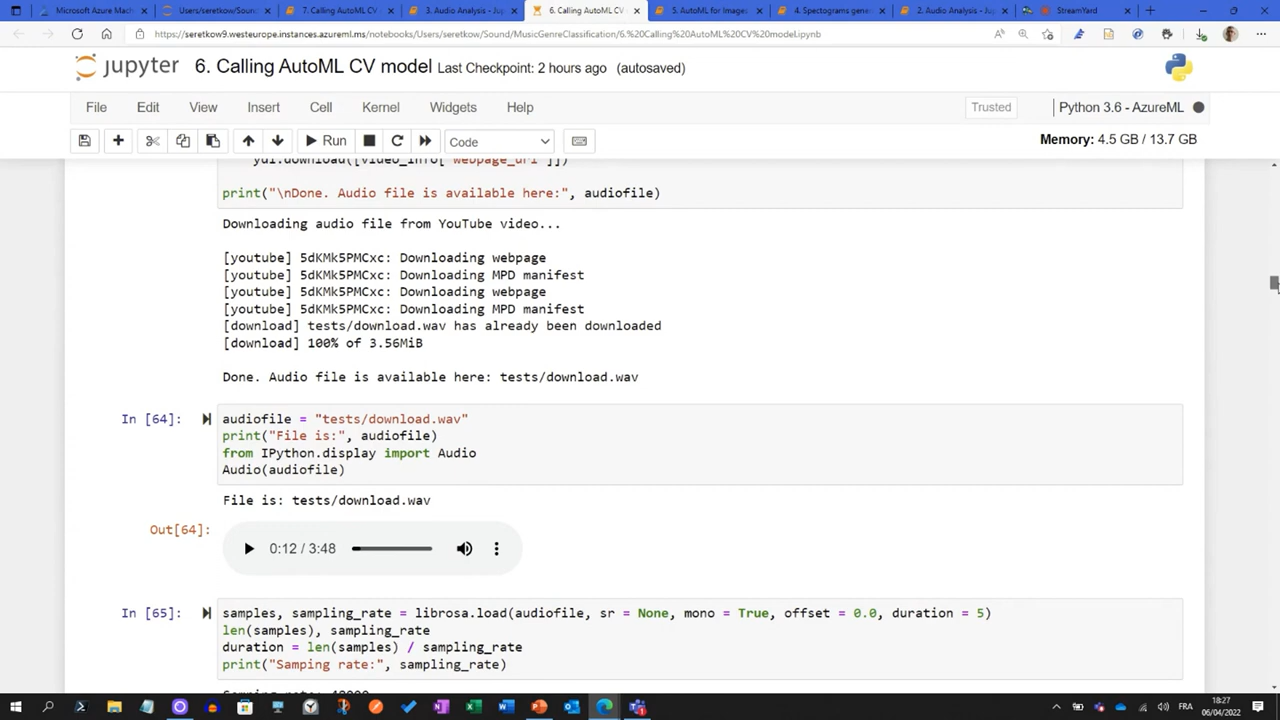 Microsoft Azure Mach
Users/seretkow/Sound/
7. Calling AutoML CV
3. Audio Analysis - Ju
6. Calling AutoML CV
5. AutoML for Images
4. Spectograms gene
2. Audio Analysis - Ju
StreamYard
https://seretkow9.westeurope.instances.azureml.ms/notebooks/Users/seretkow/Sound/MusicGenreClassification/6.%20Calling%20AutoML%20CV%20model.ipynb
jupyter 6. Calling AutoML CV model Last Checkpoint: 2 hours ago (autosaved)
File Edit View Insert Cell Kernel Widgets Help Trusted Python 3.6 - AzureML
Run Code Memory: 4.5 GB / 13.7 GB
ydl.download([video_info['webpage_url']])
print("\nDone. Audio file is available here:", audiofile)
Downloading audio file from YouTube video...
[youtube] 5dKMk5PMCxc: Downloading webpage
[youtube] 5dKMk5PMCxc: Downloading MPD manifest
[youtube] 5dKMk5PMCxc: Downloading webpage
[youtube] 5dKMk5PMCxc: Downloading MPD manifest
[download] tests/download.wav has already been downloaded
[download] 100% of 3.56MiB
Done. Audio file is available here: tests/download.wav
In [64]: audiofile = "tests/download.wav"
print("File is:", audiofile)
from IPython.display import Audio
Audio(audiofile)
File is: tests/download.wav
Out[64]:
0:12 / 3:48
In [65]: samples, sampling_rate = librosa.load(audiofile, sr = None, mono = True, offset = 0.0, duration = 5)
len(samples), sampling_rate
duration = len(samples) / sampling_rate
print("Samping rate:", sampling_rate)
FRA
18:27
06/04/2022